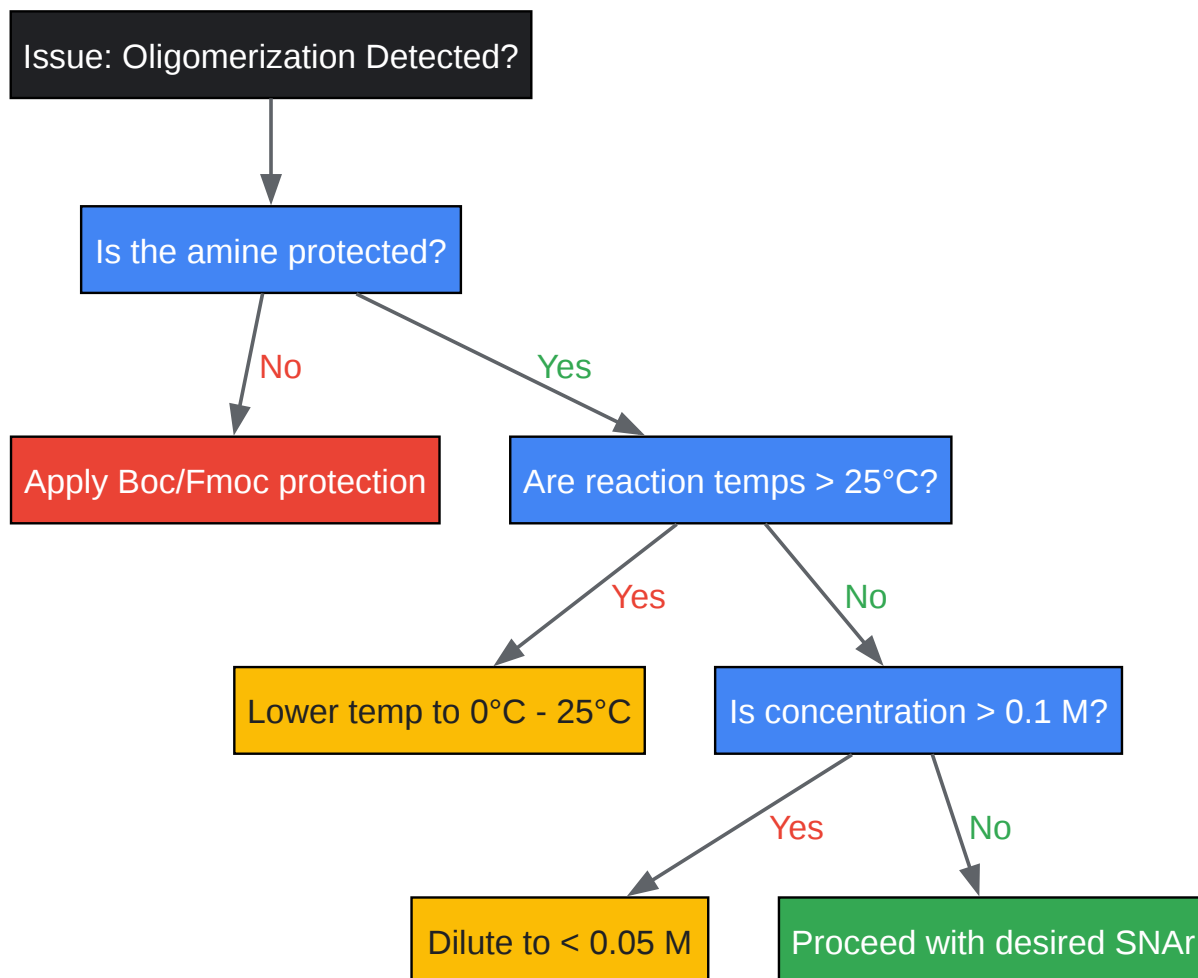 Issue: Oligomerization Detected?
Is the amine protected?
No
Yes
Apply Boc/Fmoc protection
Are reaction temps > 25°C?
Yes
No
Lower temp to 0°C - 25°C
Is concentration > 0.1 M?
Yes
No
Dilute to < 0.05 M
Proceed with desired SNAr